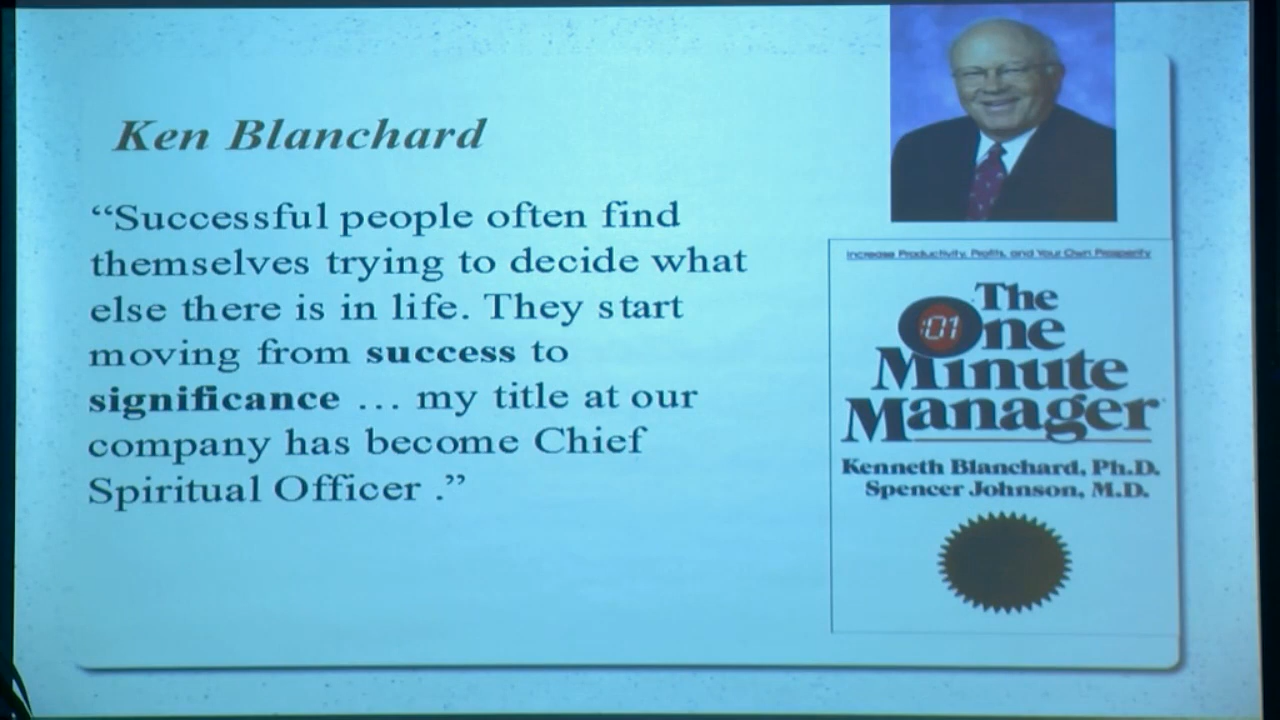 Ken Blanchard
“Successful people often find
themselves trying to decide what
else there is in life. They start
moving from success to
significance ... my title at our
company has become Chief
Spiritual Officer .”
Increase Productivity, Profits, and Your Own Prosperity
The
:01
One
Minute
Manager
Kenneth Blanchard, Ph.D.
Spencer Johnson, M.D.